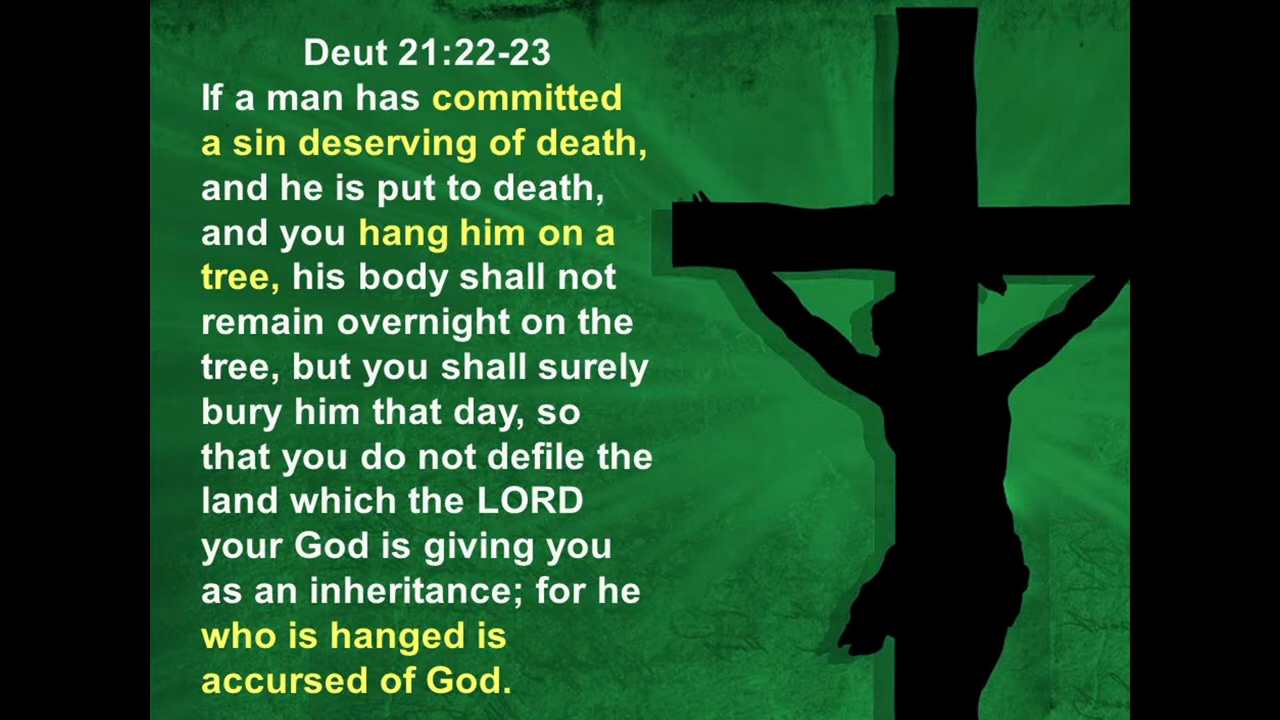 Deut 21:22-23
If a man has committed
a sin deserving of death,
and he is put to death,
and you hang him on a
tree, his body shall not
remain overnight on the
tree, but you shall surely
bury him that day, so
that you do not defile the
land which the LORD
your God is giving you
as an inheritance; for he
who is hanged is
accursed of God.